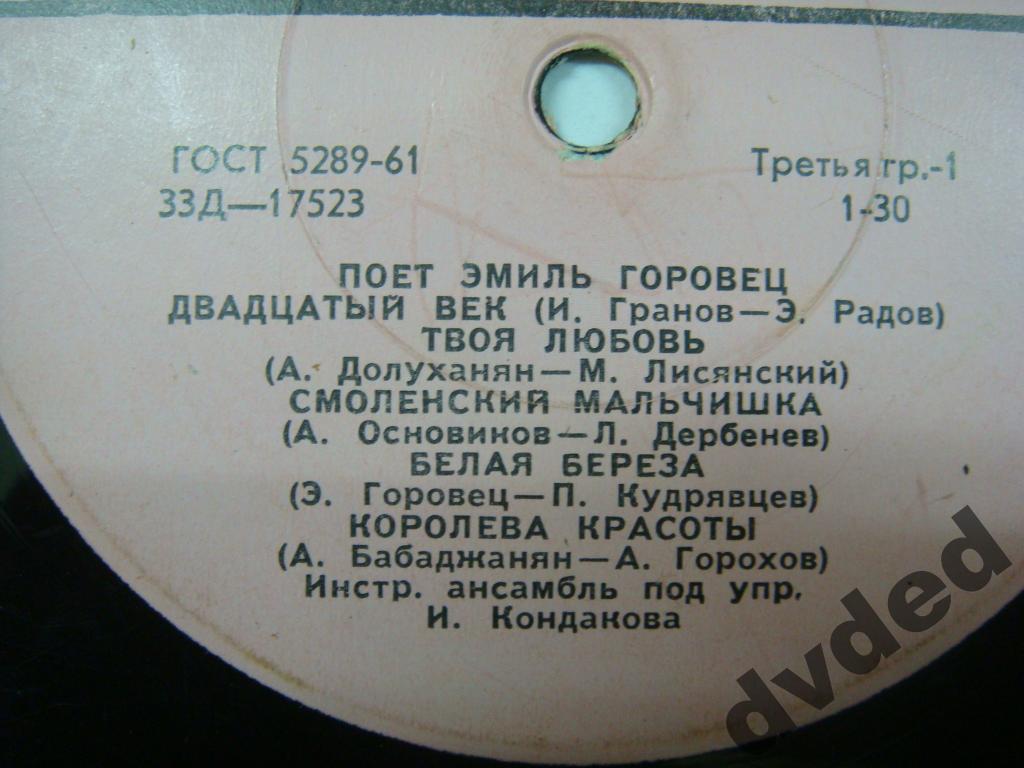 ГОСТ 5289-61
Третья гр.-1
33Д—17523
1-30
ПОЕТ ЭМИЛЬ ГОРОВЕЦ
ДВАДЦАТЫЙ ВЕК (И. Гранов—Э. Радов)
ТВОЯ ЛЮБОВЬ
(А. Долуханян—М. Лисянский)
СМОЛЕНСКИЙ МАЛЬЧИШКА
(А. Основиков—Л. Дербенев)
БЕЛАЯ БЕРЕЗА
(Э. Горовец—П. Кудрявцев)
КОРОЛЕВА КРАСОТЫ
(А. Бабаджанян—А. Горохов)
Инстр. ансамбль под упр.
И. Кондакова
dvded